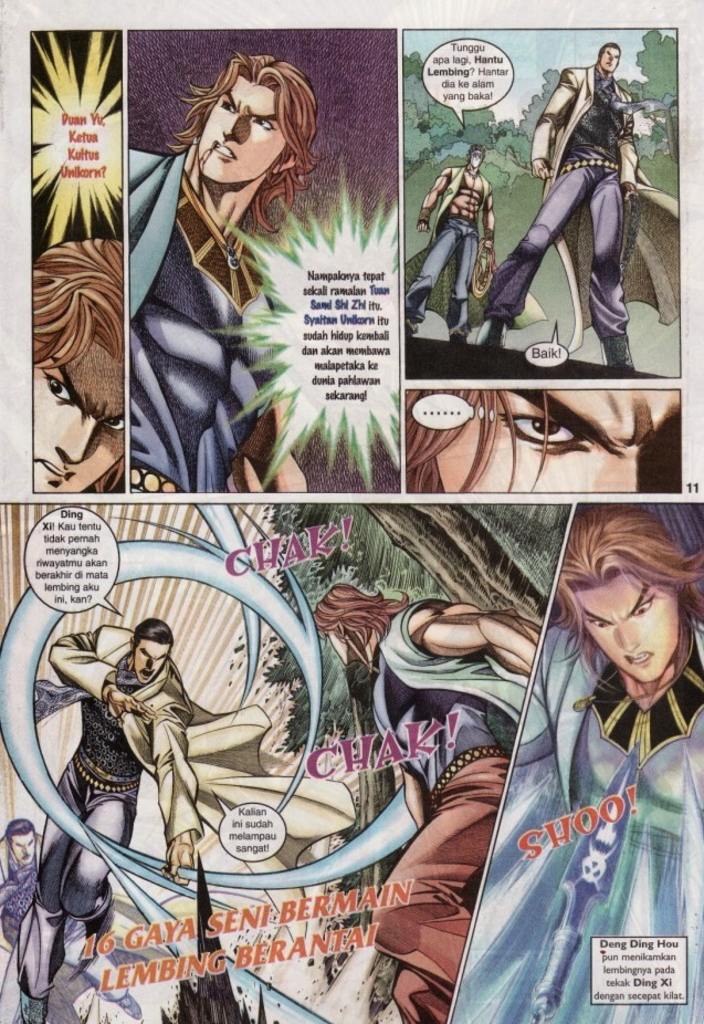 Duan Yu,
Ketua
Kultus
Unikorn?
Nampaknya tepat
sekali ramalan Tuan
Sami Shi Zhi itu.
Syaitan Unikorn itu
sudah hidup kembali
dan akan membawa
malapetaka ke
dunia pahlawan
sekarang!
Tunggu
apa lagi, Hantu
Lembing? Hantar
dia ke alam
yang baka!
Baik!
......
11
Ding
Xi! Kau tentu
tidak pernah
menyangka
riwayatmu akan
berakhir di mata
lembing aku
ini, kan?
CHAK!
CHAK!
Kalian
ini sudah
melampau
sangat!
16 GAYA SENI BERMAIN
LEMBING BERANTAI
SHOO!
Deng Ding Hou
pun menikamkan
lembingnya pada
tekak Ding Xi
dengan secepat kilat.